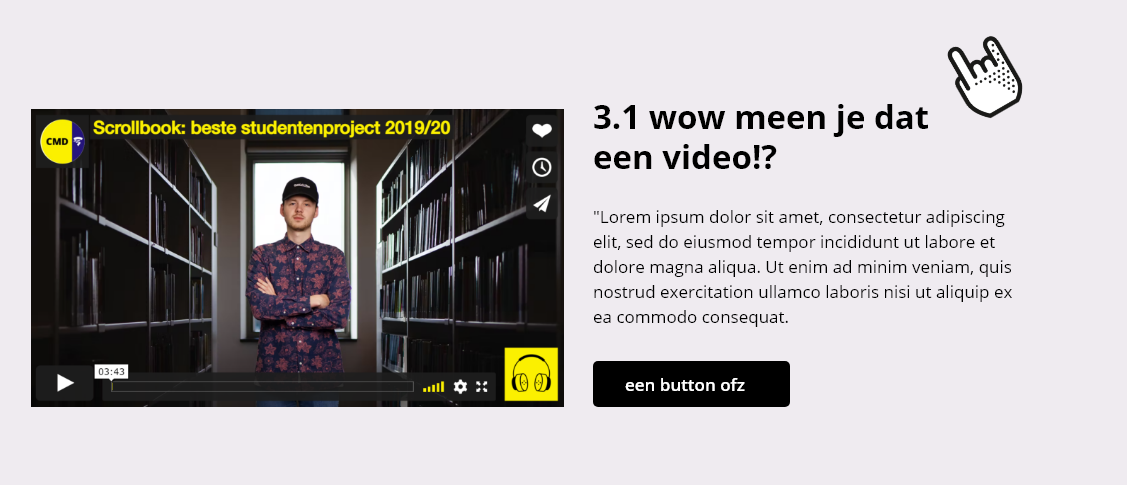 CMD
Scrollbook: beste studentenproject 2019/20
03:43
3.1 wow meen je dat
een video!?
"Lorem ipsum dolor sit amet, consectetur adipiscing
elit, sed do eiusmod tempor incididunt ut labore et
dolore magna aliqua. Ut enim ad minim veniam, quis
nostrud exercitation ullamco laboris nisi ut aliquip ex
ea commodo consequat.
een button ofz